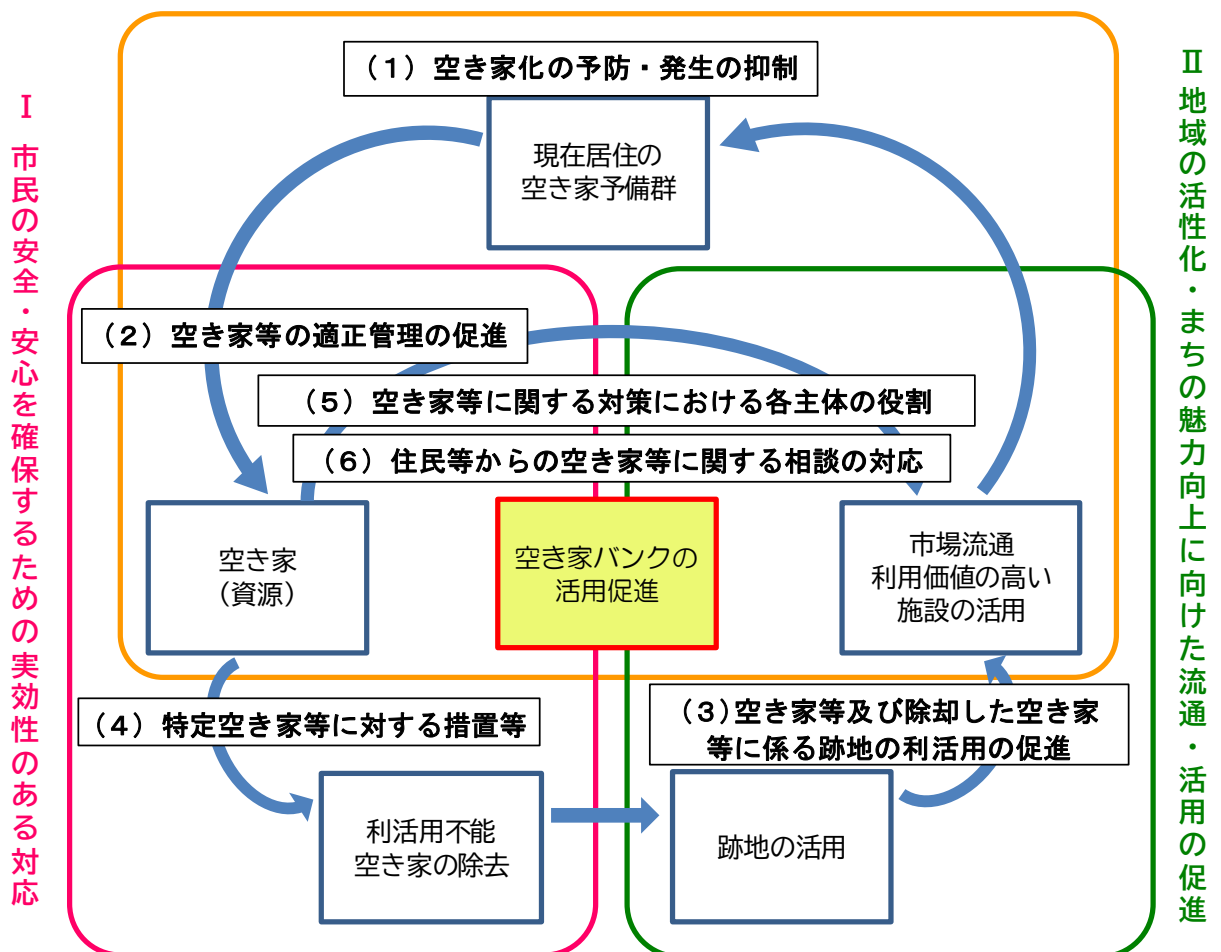 Ⅰ 市民の安全・安心を確保するための実効性のある対応
Ⅱ 地域の活性化・まちの魅力向上に向けた流通・活用の促進
（１）空き家化の予防・発生の抑制
現在居住の
空き家予備群
（２）空き家等の適正管理の促進
（５）空き家等に関する対策における各主体の役割
（６）住民等からの空き家等に関する相談の対応
空き家
（資源）
空き家バンクの
活用促進
市場流通
利用価値の高い
施設の活用
（４）特定空き家等に対する措置等
（３）空き家等及び除却した空き家
等に係る跡地の利活用の促進
利活用不能
空き家の除去
跡地の活用